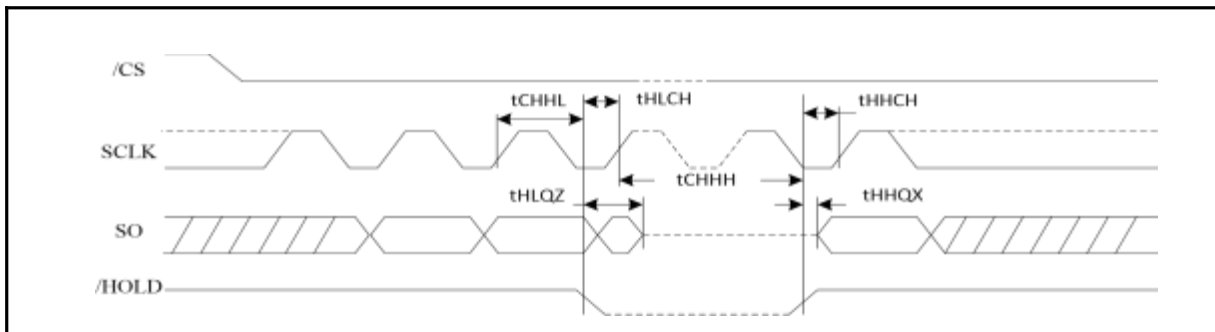 /CS
tCHHL tHLCH tHHCH
SCLK
tCHHH
tHLQZ tHHQX
SO
/HOLD